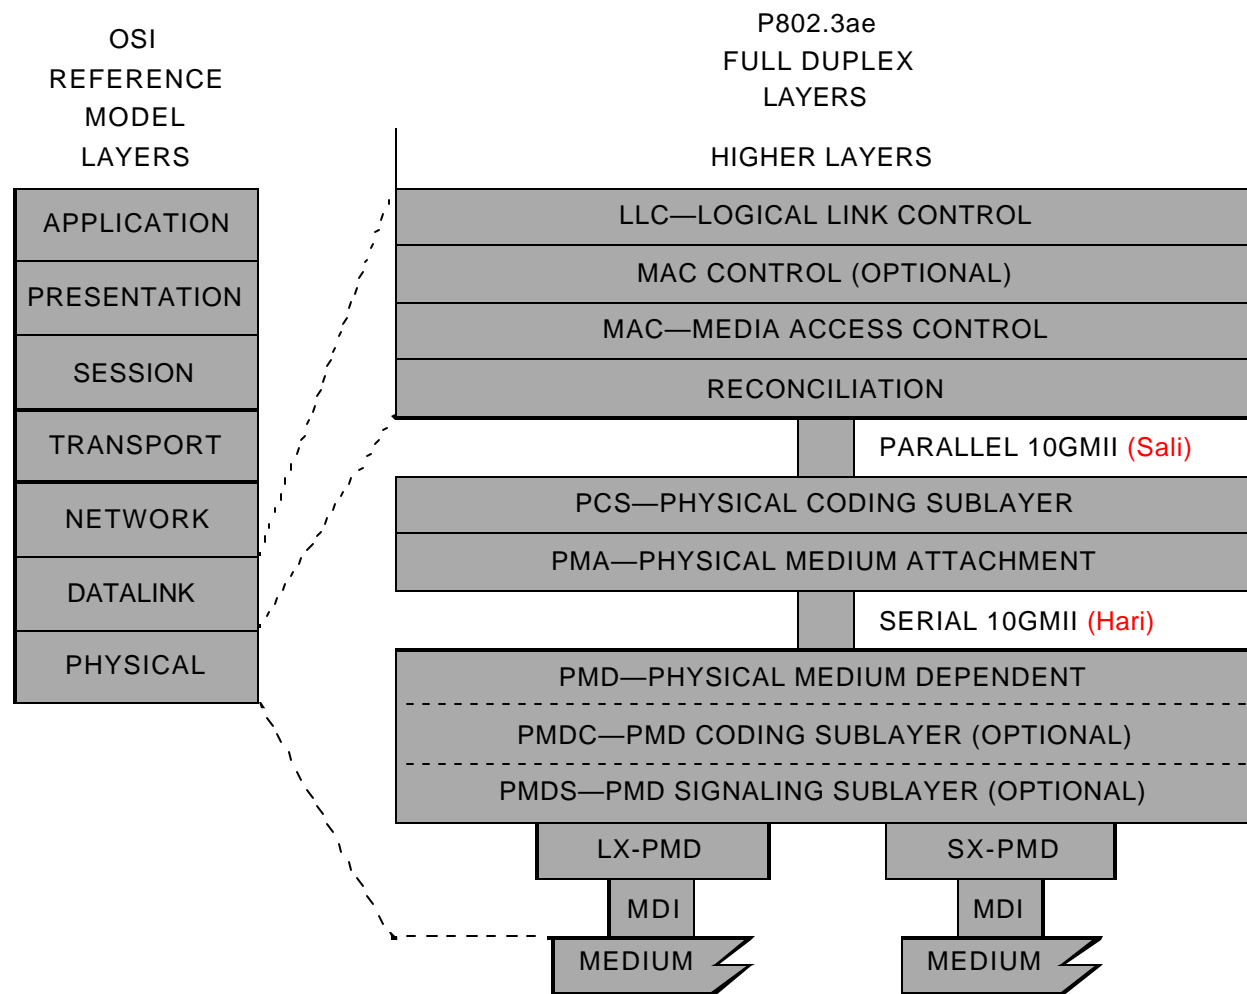 OSI
REFERENCE
MODEL
LAYERS
APPLICATION
PRESENTATION
SESSION
TRANSPORT
NETWORK
DATALINK
PHYSICAL
P802.3ae
FULL DUPLEX
LAYERS
HIGHER LAYERS
LLC—LOGICAL LINK CONTROL
MAC CONTROL (OPTIONAL)
MAC—MEDIA ACCESS CONTROL
RECONCILIATION
PARALLEL 10GMII (Sali)
PCS—PHYSICAL CODING SUBLAYER
PMA—PHYSICAL MEDIUM ATTACHMENT
SERIAL 10GMII (Hari)
PMD—PHYSICAL MEDIUM DEPENDENT
PMDC—PMD CODING SUBLAYER (OPTIONAL)
PMDS—PMD SIGNALING SUBLAYER (OPTIONAL)
LX-PMD
SX-PMD
MDI
MDI
MEDIUM
MEDIUM